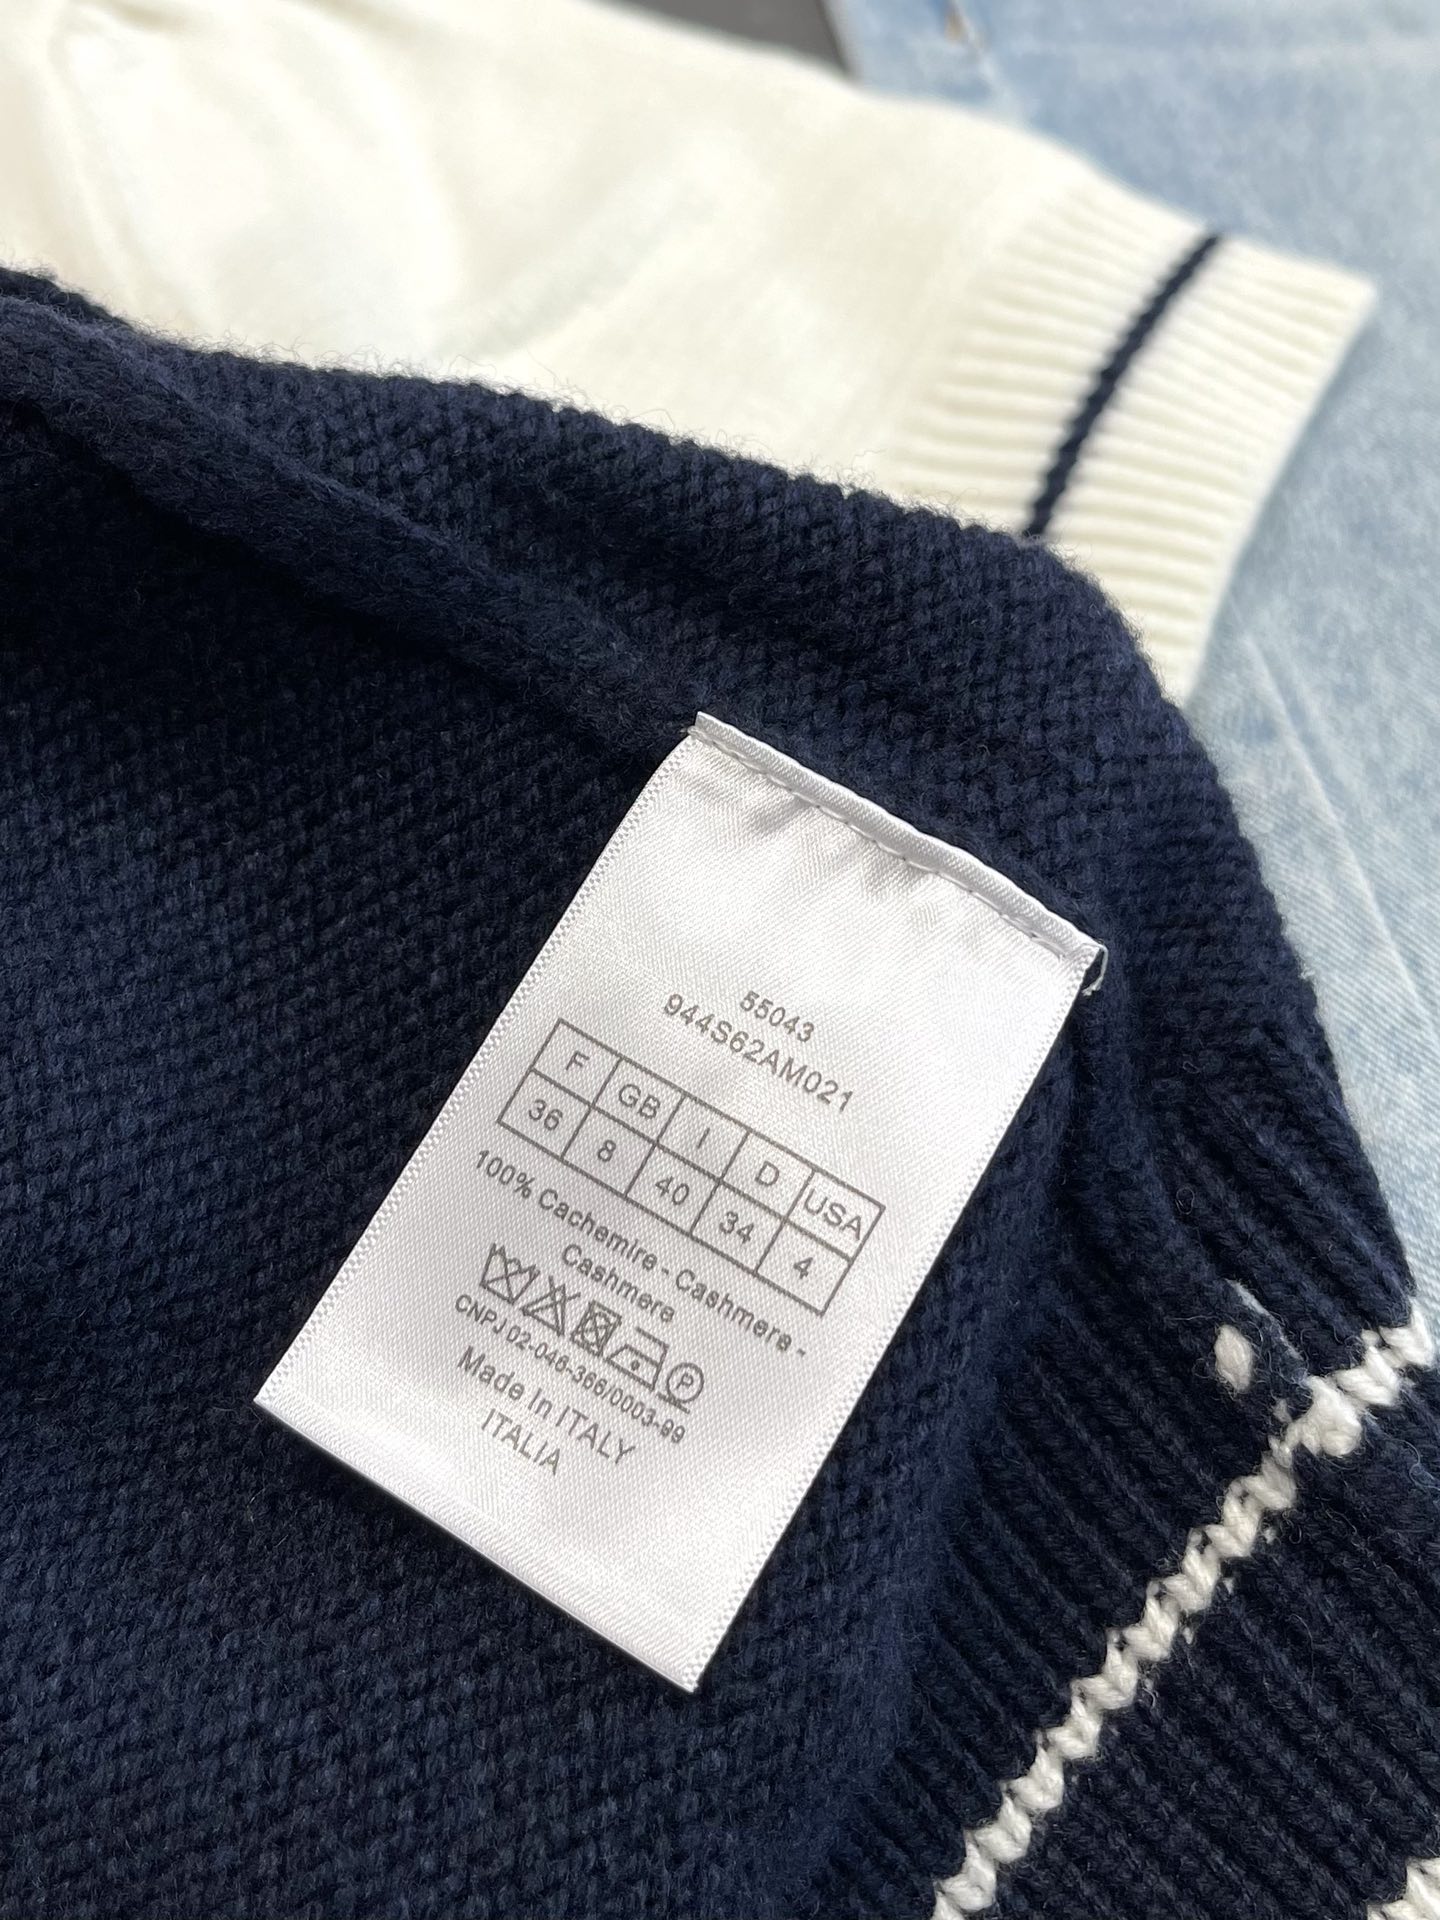 55043
944S62AM021
F GB I D USA
36 8 40 34 4
100% Cachemire - Cashmere -
Cashmere
P
CNPJ 02-046-366/0003-99
Made in ITALY
ITALIA